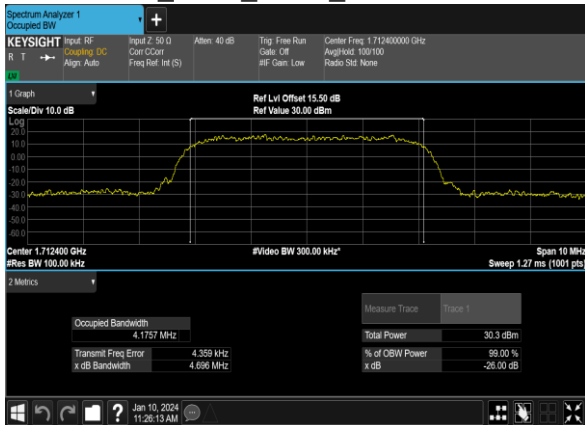 Spectrum Analyzer 1
Occupied BW
+
KEYSIGHT
R T
Input: RF
Coupling: DC
Align: Auto
Input Z: 50 Ω
Corr CCorr
Freq Ref: Int (S)
Atten: 40 dB
Trig: Free Run
Gate: Off
#IF Gain: Low
Center Freq: 1.712400000 GHz
Avg|Hold: 100/100
Radio Std: None
1 Graph
Scale/Div 10.0 dB
Ref Lvl Offset 15.50 dB
Ref Value 30.00 dBm
Log
20.0
10.0
0.00
-10.0
-20.0
-30.0
-40.0
-50.0
-60.0
Center 1.712400 GHz
#Res BW 100.00 kHz
#Video BW 300.00 kHz*
Span 10 MHz
Sweep 1.27 ms (1001 pts)
2 Metrics
Measure Trace Trace 1
Occupied Bandwidth
4.1757 MHz
Total Power 30.3 dBm
Transmit Freq Error 4.359 kHz
x dB Bandwidth 4.696 MHz
% of OBW Power 99.00 %
x dB -26.00 dB
?
Jan 10, 2024
11:26:13 AM